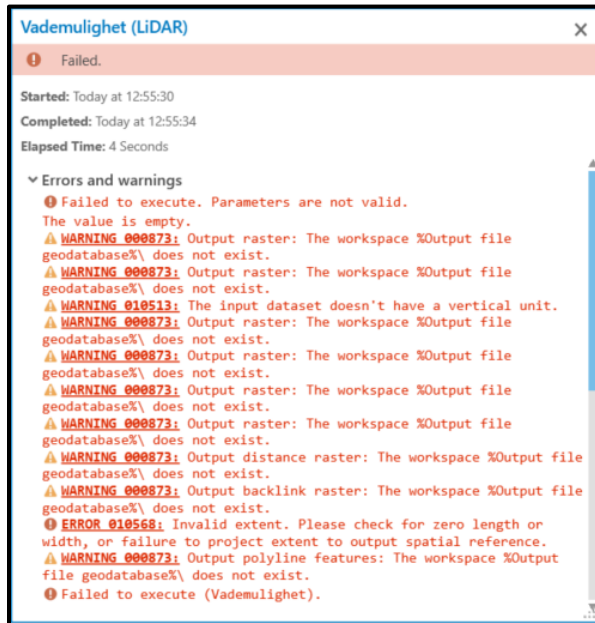 Vademulighet (LiDAR)
Failed.
Started: Today at 12:55:30
Completed: Today at 12:55:34
Elapsed Time: 4 Seconds
Errors and warnings
Failed to execute. Parameters are not valid.
The value is empty.
WARNING 000873: Output raster: The workspace %Output file
geodatabase%\ does not exist.
WARNING 000873: Output raster: The workspace %Output file
geodatabase%\ does not exist.
WARNING 010513: The input dataset doesn't have a vertical unit.
WARNING 000873: Output raster: The workspace %Output file
geodatabase%\ does not exist.
WARNING 000873: Output raster: The workspace %Output file
geodatabase%\ does not exist.
WARNING 000873: Output raster: The workspace %Output file
geodatabase%\ does not exist.
WARNING 000873: Output raster: The workspace %Output file
geodatabase%\ does not exist.
WARNING 000873: Output distance raster: The workspace %Output file
geodatabase%\ does not exist.
WARNING 000873: Output backlink raster: The workspace %Output file
geodatabase%\ does not exist.
ERROR 010568: Invalid extent. Please check for zero length or
width, or failure to project extent to output spatial reference.
WARNING 000873: Output polyline features: The workspace %Output
file geodatabase%\ does not exist.
Failed to execute (Vademulighet).